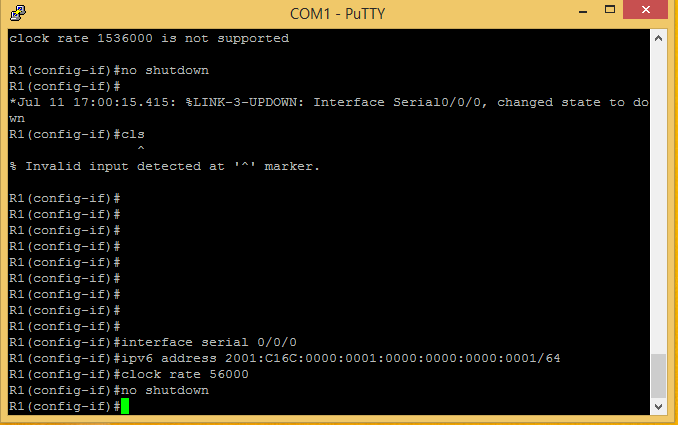 COM1 - PuTTY
clock rate 1536000 is not supported
R1(config-if)#no shutdown
R1(config-if)#
*Jul 11 17:00:15.415: %LINK-3-UPDOWN: Interface Serial0/0/0, changed state to do
wn
R1(config-if)#cls
^
% Invalid input detected at '^' marker.
R1(config-if)#
R1(config-if)#
R1(config-if)#
R1(config-if)#
R1(config-if)#
R1(config-if)#
R1(config-if)#
R1(config-if)#
R1(config-if)#
R1(config-if)#interface serial 0/0/0
R1(config-if)#ipv6 address 2001:C16C:0000:0001:0000:0000:0000:0001/64
R1(config-if)#clock rate 56000
R1(config-if)#no shutdown
R1(config-if)#